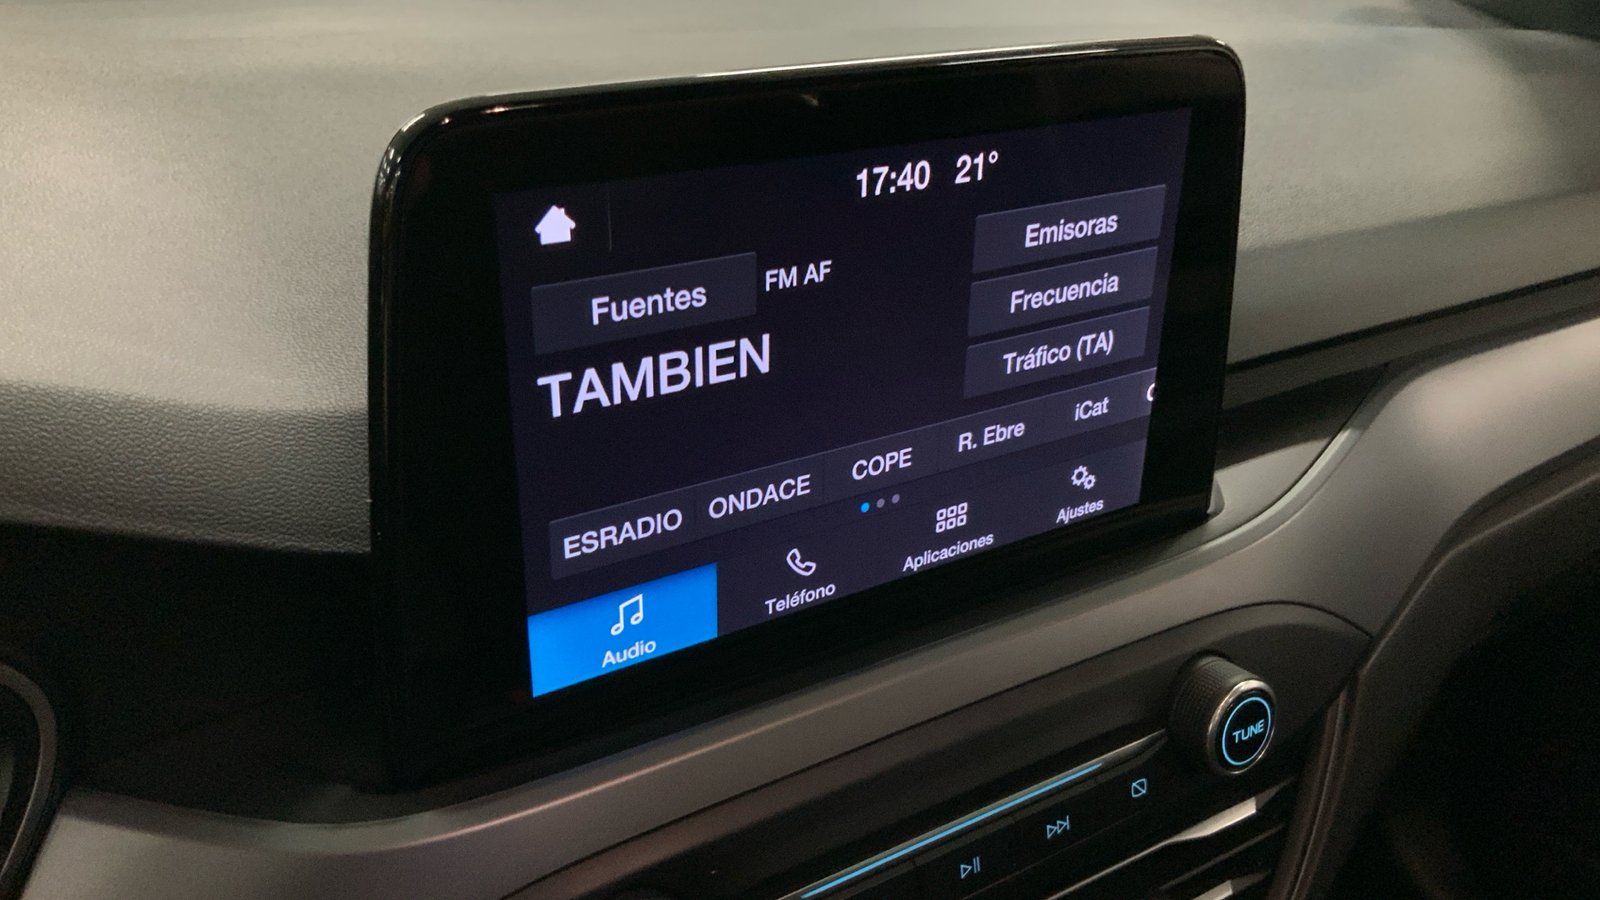 17:40 21°
Fuentes
FM AF
Emisoras
Frecuencia
Tráfico (TA)
TAMBIEN
ESRADIO ONDACE COPE R. Ebre iCat
Audio Teléfono Aplicaciones Ajustes
TUNE